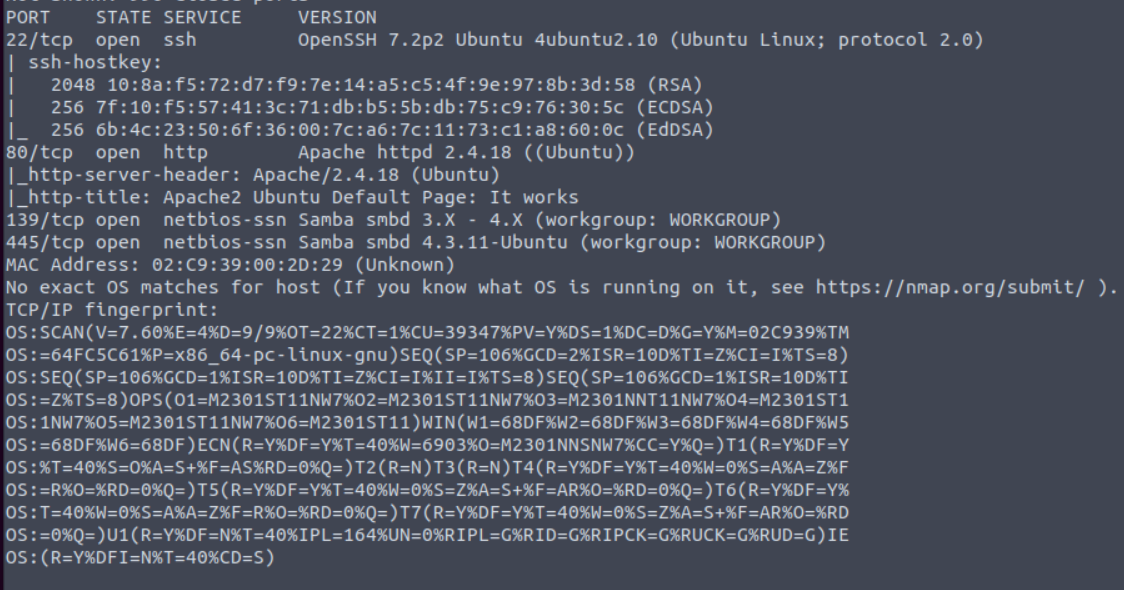 PORT    STATE SERVICE     VERSION
22/tcp  open  ssh         OpenSSH 7.2p2 Ubuntu 4ubuntu2.10 (Ubuntu Linux; protocol 2.0)
| ssh-hostkey:
|   2048 10:8a:f5:72:d7:f9:7e:14:a5:c5:4f:9e:97:8b:3d:58 (RSA)
|   256 7f:10:f5:57:41:3c:71:db:b5:5b:db:75:c9:76:30:5c (ECDSA)
|_  256 6b:4c:23:50:6f:36:00:7c:a6:7c:11:73:c1:a8:60:0c (EdDSA)
80/tcp  open  http        Apache httpd 2.4.18 ((Ubuntu))
|_http-server-header: Apache/2.4.18 (Ubuntu)
|_http-title: Apache2 Ubuntu Default Page: It works
139/tcp open  netbios-ssn Samba smbd 3.X - 4.X (workgroup: WORKGROUP)
445/tcp open  netbios-ssn Samba smbd 4.3.11-Ubuntu (workgroup: WORKGROUP)
MAC Address: 02:C9:39:00:2D:29 (Unknown)
No exact OS matches for host (If you know what OS is running on it, see https://nmap.org/submit/ ).
TCP/IP fingerprint:
OS:SCAN(V=7.60%E=4%D=9/9%OT=22%CT=1%CU=39347%PV=Y%DS=1%DC=D%G=Y%M=02C939%TM
OS:=64FC5C61%P=x86_64-pc-linux-gnu)SEQ(SP=106%GCD=2%ISR=10D%TI=Z%CI=I%TS=8)
OS:SEQ(SP=106%GCD=1%ISR=10D%TI=Z%CI=I%II=I%TS=8)SEQ(SP=106%GCD=1%ISR=10D%TI
OS:=Z%TS=8)OPS(O1=M2301ST11NW7%O2=M2301ST11NW7%O3=M2301NNT11NW7%O4=M2301ST1
OS:1NW7%O5=M2301ST11NW7%O6=M2301ST11)WIN(W1=68DF%W2=68DF%W3=68DF%W4=68DF%W5
OS:=68DF%W6=68DF)ECN(R=Y%DF=Y%T=40%W=6903%O=M2301NNSNW7%CC=Y%Q=)T1(R=Y%DF=Y
OS:%T=40%S=O%A=S+%F=AS%RD=0%Q=)T2(R=N)T3(R=N)T4(R=Y%DF=Y%T=40%W=0%S=A%A=Z%F
OS:=R%O=%RD=0%Q=)T5(R=Y%DF=Y%T=40%W=0%S=Z%A=S+%F=AR%O=%RD=0%Q=)T6(R=Y%DF=Y%
OS:T=40%W=0%S=A%A=Z%F=R%O=%RD=0%Q=)T7(R=Y%DF=Y%T=40%W=0%S=Z%A=S+%F=AR%O=%RD
OS:=0%Q=)U1(R=Y%DF=N%T=40%IPL=164%UN=0%RIPL=G%RID=G%RIPCK=G%RUCK=G%RUD=G)IE
OS:(R=Y%DFI=N%T=40%CD=S)